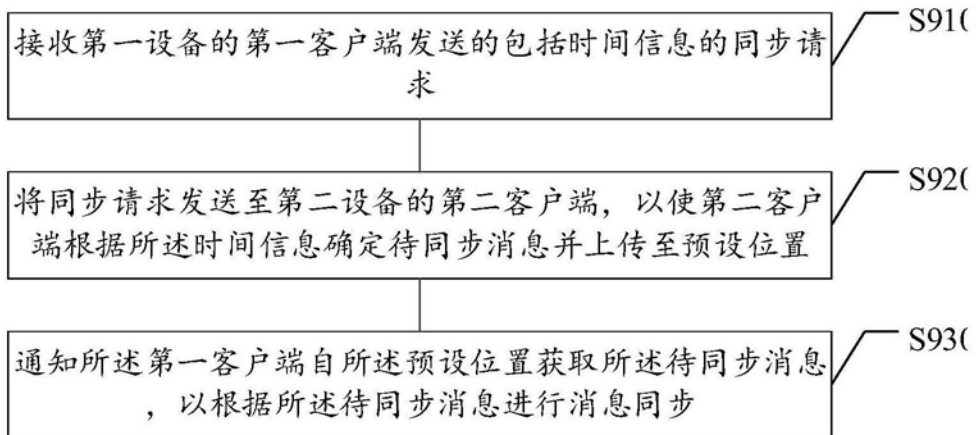 接收第一设备的第一客户端发送的包括时间信息的同步请
求
S910
将同步请求发送至第二设备的第二客户端，以使第二客户
端根据所述时间信息确定待同步消息并上传至预设位置
S920
通知所述第一客户端自所述预设位置获取所述待同步消息
，以根据所述待同步消息进行消息同步
S930